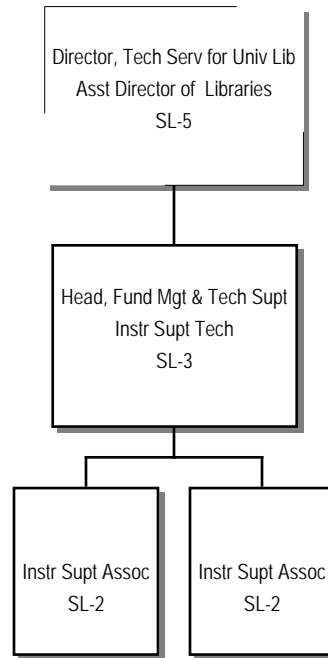 Director, Tech Serv for Univ Lib
Asst Director of Libraries
SL-5
Head, Fund Mgt & Tech Supt
Instr Supt Tech
SL-3
Instr Supt Assoc
SL-2
Instr Supt Assoc
SL-2